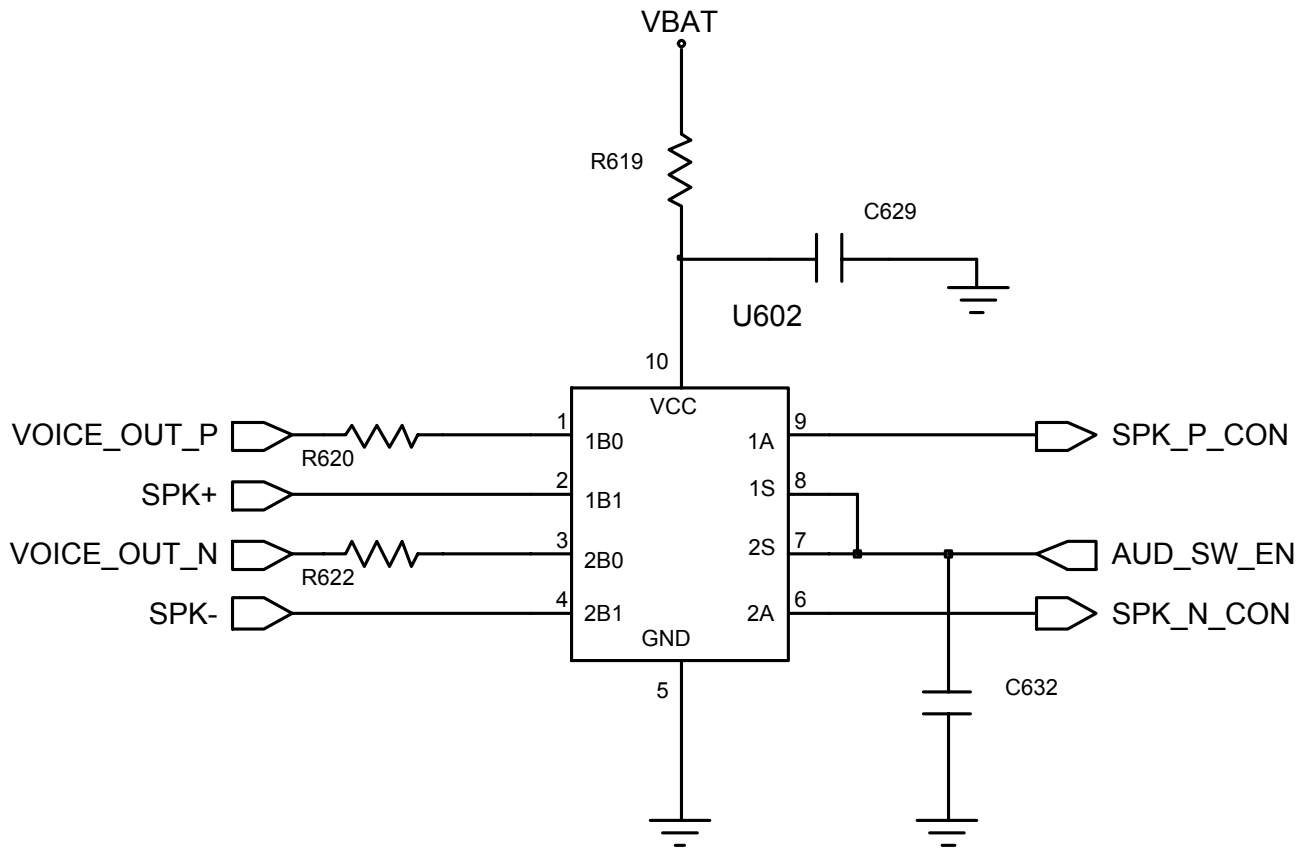 VBAT
R619
C629
U602
10
VCC
VOICE_OUT_P
R620
1
1B0
1A
9
SPK_P_CON
SPK+
2
1B1
1S
8
VOICE_OUT_N
R622
3
2B0
2S
7
AUD_SW_EN
SPK-
4
2B1
2A
6
SPK_N_CON
GND
5
C632